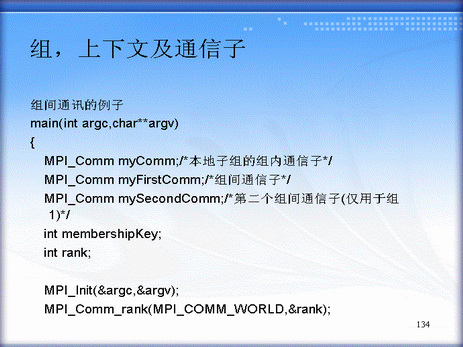 组，上下文及通信子
组间通讯的例子
main(int argc,char**argv)
{
MPI_Comm myComm;/*本地子组的组内通信子*/
MPI_Comm myFirstComm;/*组间通信子*/
MPI_Comm mySecondComm;/*第二个组间通信子(仅用于组
1)*/
int membershipKey;
int rank;
MPI_Init(&argc,&argv);
MPI_Comm_rank(MPI_COMM_WORLD,&rank);
134